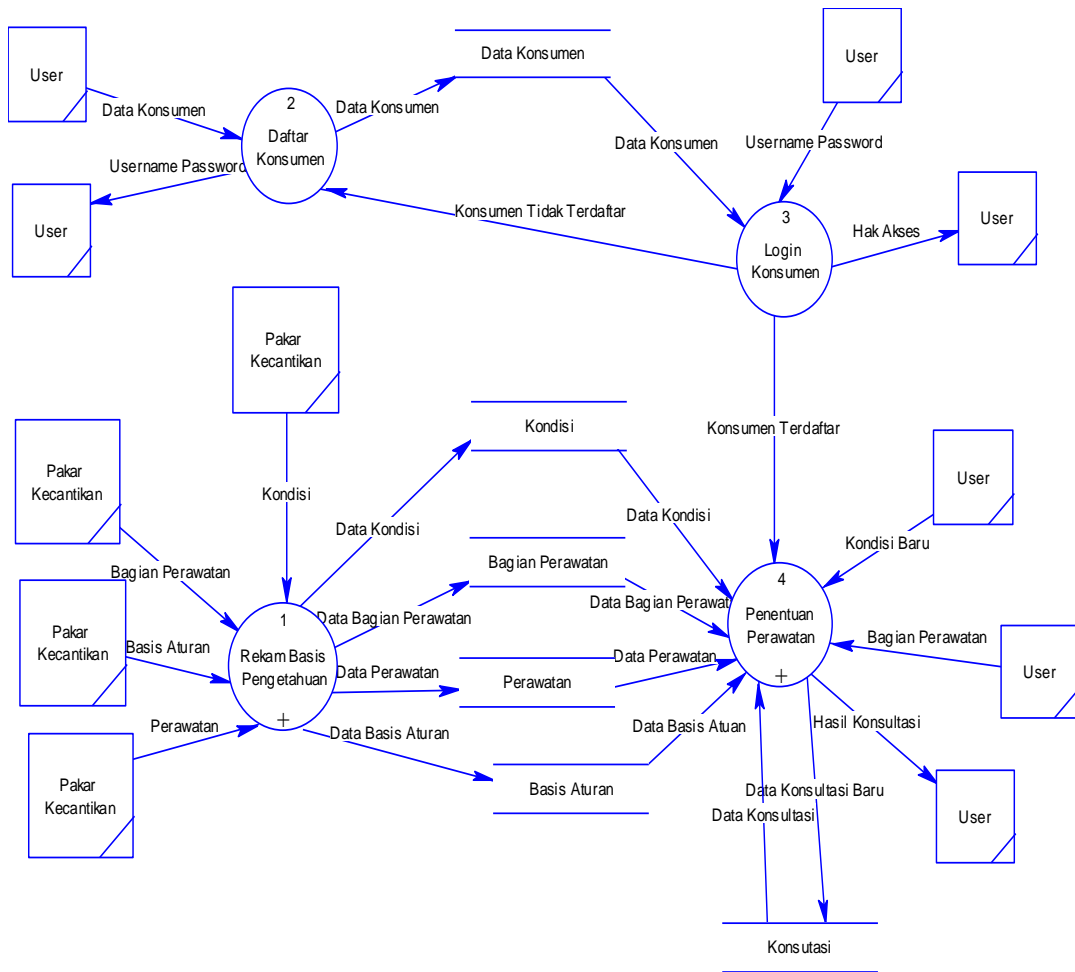 User
Data Konsumen
User
2
Daftar
Konsumen
Data Konsumen
Data Konsumen
Username Password
Data Konsumen
Username Password
User
Konsumen Tidak Terdaftar
3
Login
Konsumen
Hak Akses
User
Pakar
Kecantikan
Kondisi
Konsumen Terdaftar
Kondisi
Pakar
Kecantikan
User
Data Kondisi
Data Kondisi
Kondisi Baru
Bagian Perawatan
Bagian Perawatan
4
Penentuan
Perawatan
+
Data Bagian Perawatan
Data Bagian Perawat
Pakar
Kecantikan
Basis Aturan
1
Rekam Basis
Pengetahuan
+
Bagian Perawatan
User
Data Perawatan
Perawatan
Data Perawatan
Perawatan
Data Basis Aturan
Data Basis Atuan
Hasil Konsultasi
Pakar
Kecantikan
Basis Aturan
Data Konsultasi Baru
Data Konsultasi
User
Konsutasi